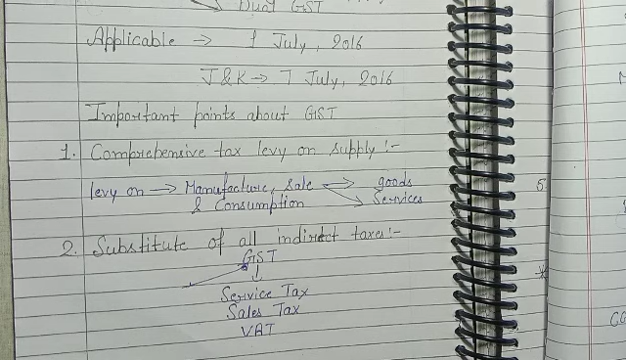 Dual GST
Applicable → 1 July, 2016
J&K → 7 July, 2016
Important points about GST
1. Comprehensive tax levy on supply :-
levy on → Manufacture, Sale → goods
& Consumption → Services
2. Substitute of all indirect taxes :-
GST
↓
Service Tax
Sales Tax
VAT
5
*